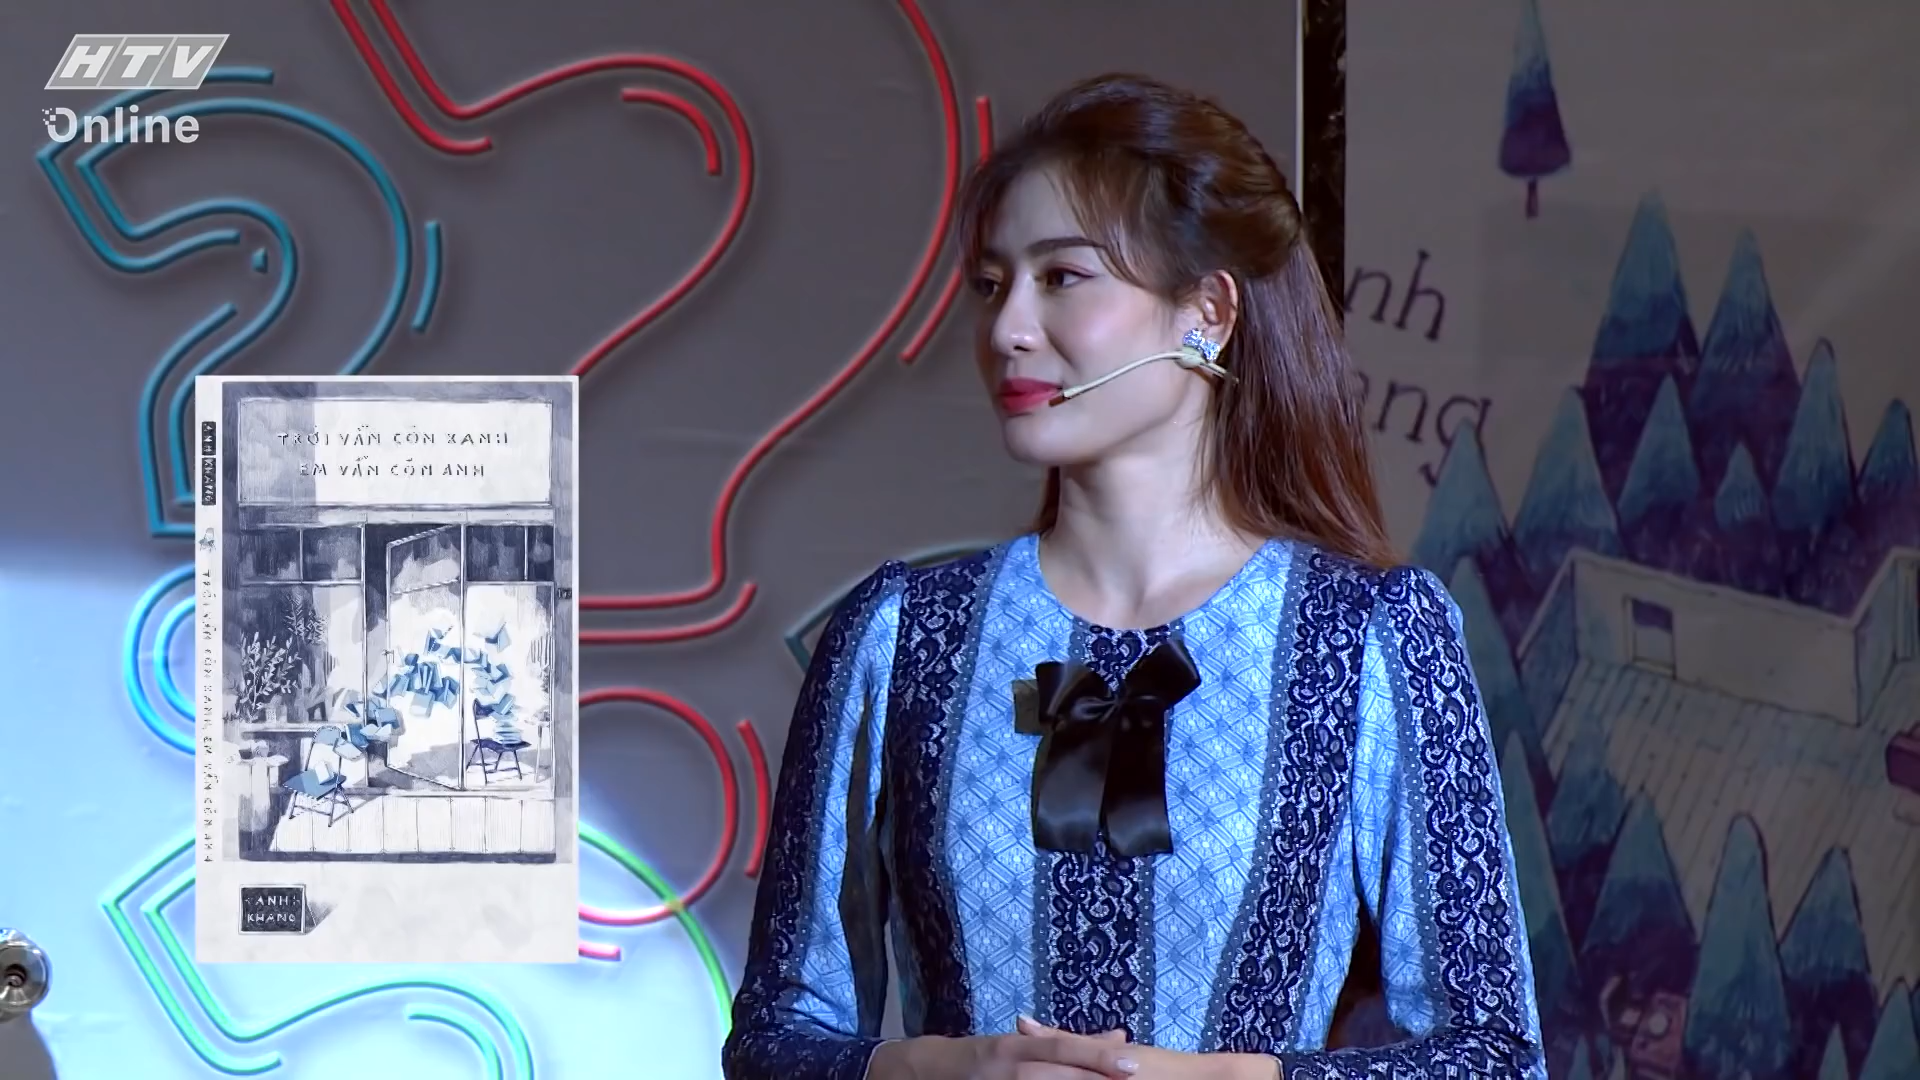 HTV
Online
TRỜI VẪN CÒN XANH
EM VẪN CÒN ANH
ANH KHANG
TRỜI VẪN CÒN XANH, EM VẪN CÒN ANH
ANH
KHANG
nh
ang